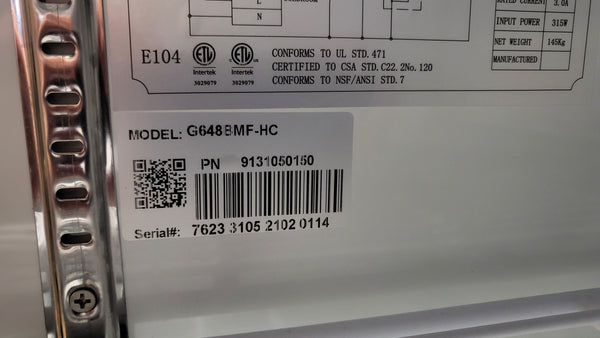 L
N
RATED CURRENT 3.0A
INPUT POWER 315W
NET WEIGHT 145Kg
MANUFACTURED
E104
Intertek
3029079
Intertek
3029079
CONFORMS TO UL STD. 471
CERTIFIED TO CSA STD. C22.2No.120
CONFORMS TO NSF/ANSI STD. 7
MODEL: G648BMF-HC
PN 9131050150
Serial#: 7623 3105 2102 0114